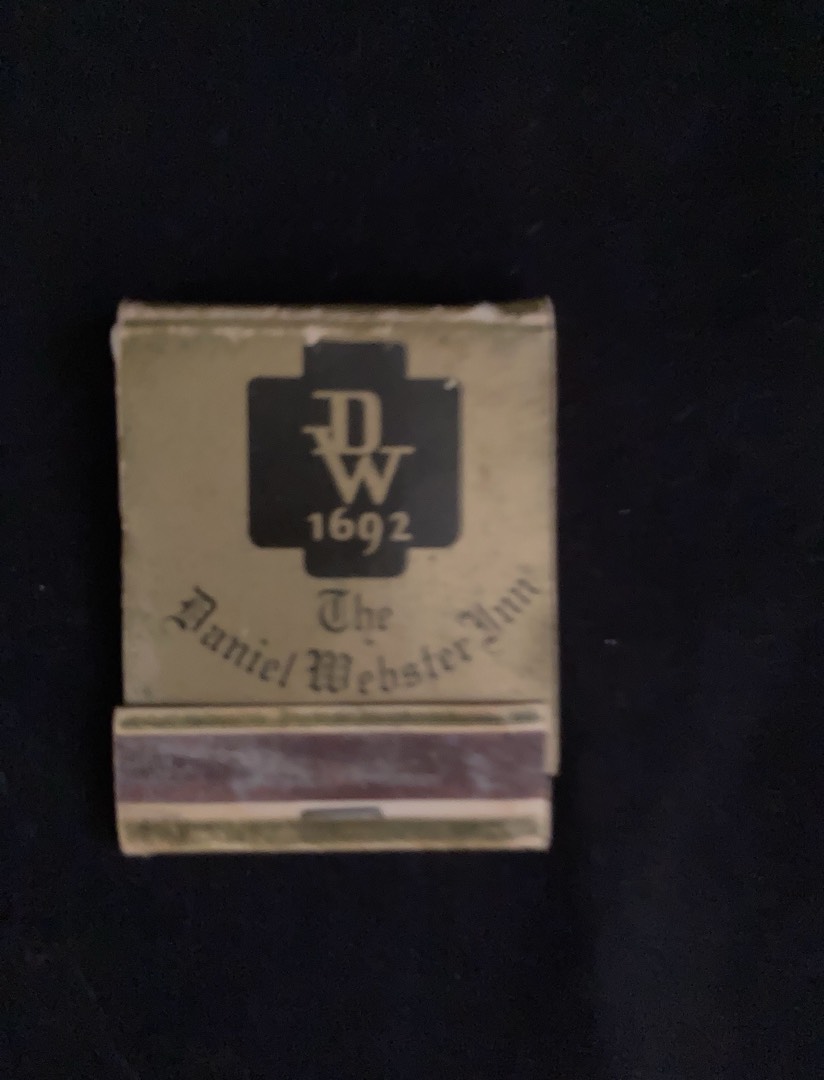 DW
1692
The
Daniel Webster Inn